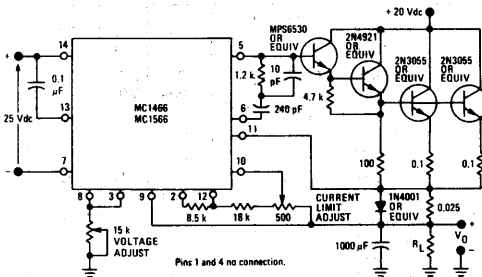 + 20 Vdc
MPS6530
OR
EQUIV
2N4921
OR
EQUIV
2N3055
OR
EQUIV
2N3055
OR
EQUIV
+
14
5
0.1
µF
1.2 k
10
pF
MC1466
MC1566
4.7 k
25 Vdc
13
6
240 pF
11
100
0.1
0.1
-
7
10
8
3
9
2
12
8.5 k
18 k
500
CURRENT
LIMIT
ADJUST
1N4001
OR
EQUIV
0.025
+
15 k
VOLTAGE
ADJUST
1000 µF
RL
VO
-
Pins 1 and 4 no connection.